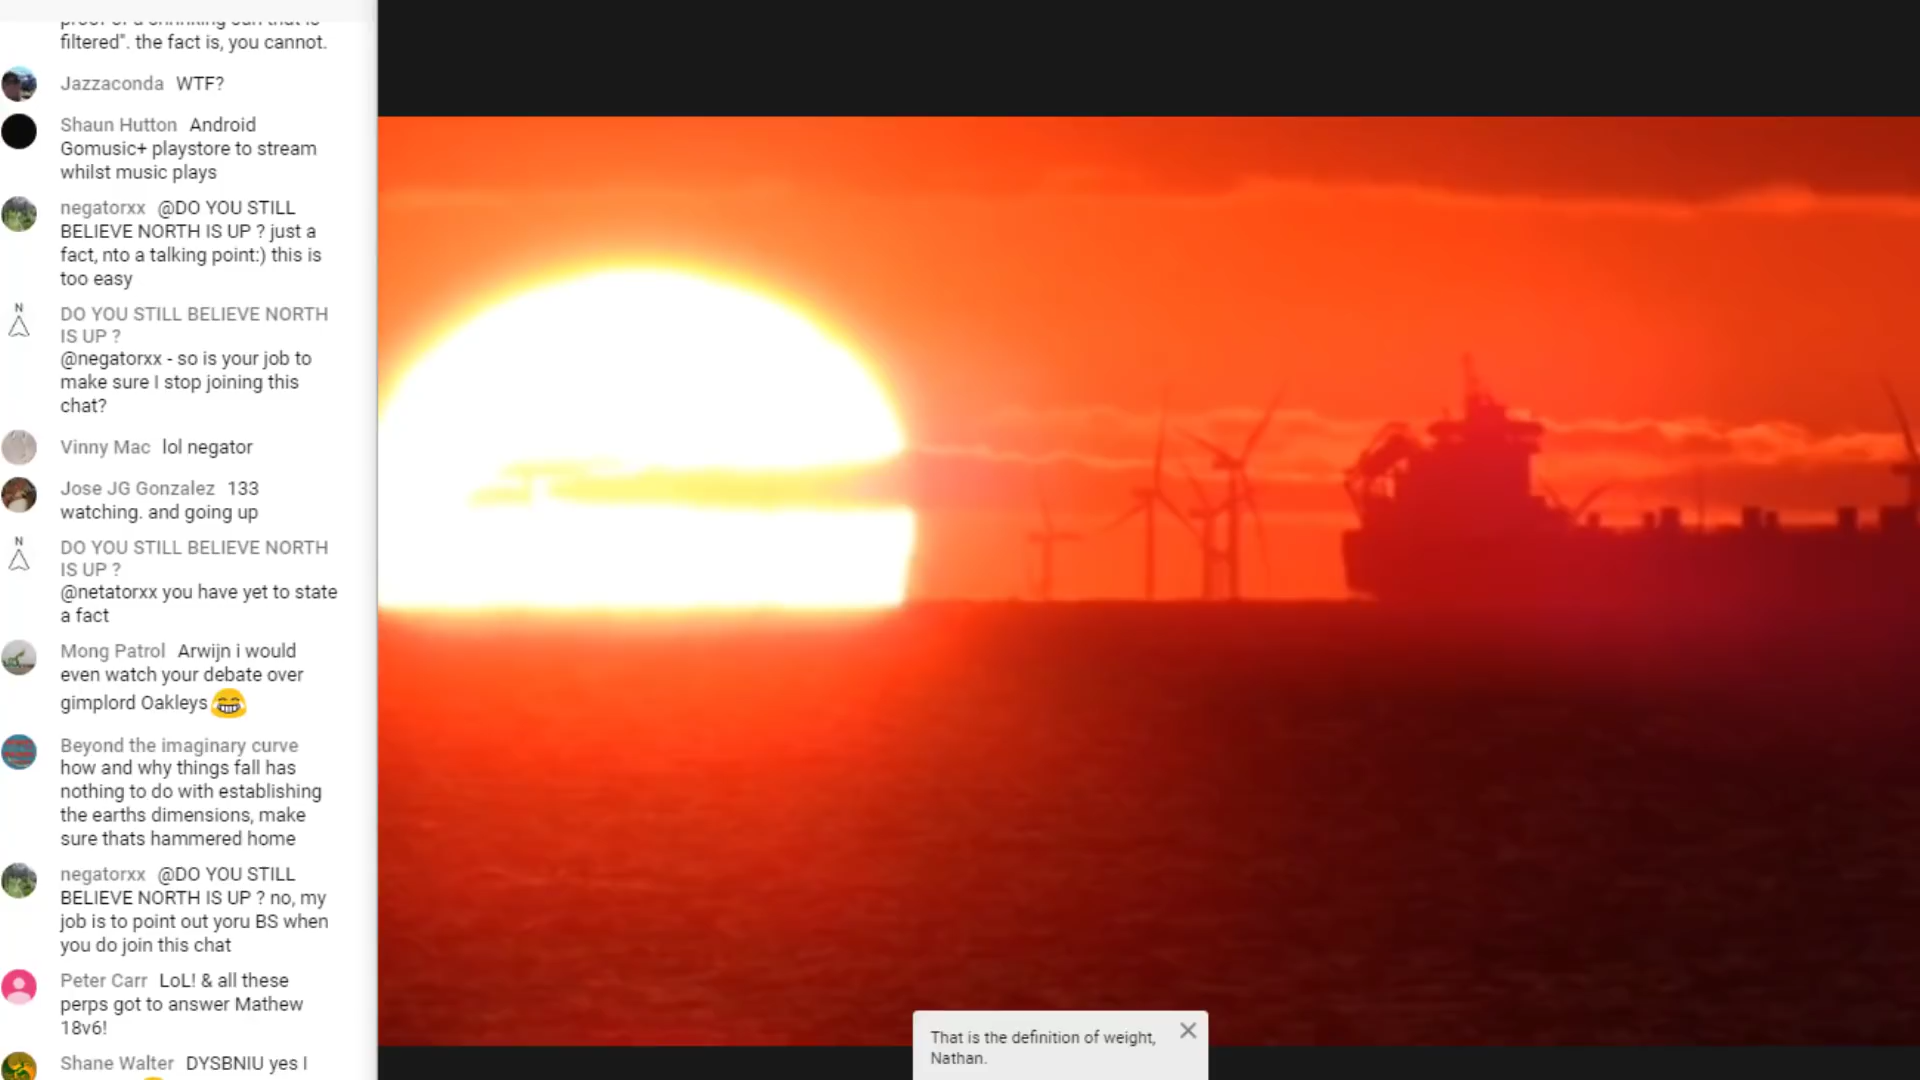 filtered". the fact is, you cannot.
Jazzaconda WTF?
Shaun Hutton Android
Gomusic+ playstore to stream
whilst music plays
negatorxx @DO YOU STILL
BELIEVE NORTH IS UP ? just a
fact, nto a talking point:) this is
too easy
N
DO YOU STILL BELIEVE NORTH
IS UP ?
@negatorxx - so is your job to
make sure I stop joining this
chat?
Vinny Mac lol negator
Jose JG Gonzalez 133
watching. and going up
N
DO YOU STILL BELIEVE NORTH
IS UP ?
@netatorxx you have yet to state
a fact
Mong Patrol Arwijn i would
even watch your debate over
gimplord Oakleys
Beyond the imaginary curve
how and why things fall has
nothing to do with establishing
the earths dimensions, make
sure thats hammered home
negatorxx @DO YOU STILL
BELIEVE NORTH IS UP ? no, my
job is to point out yoru BS when
you do join this chat
Peter Carr LoL! & all these
perps got to answer Mathew
18v6!
Shane Walter DYSBNIU yes I
That is the definition of weight,
Nathan.